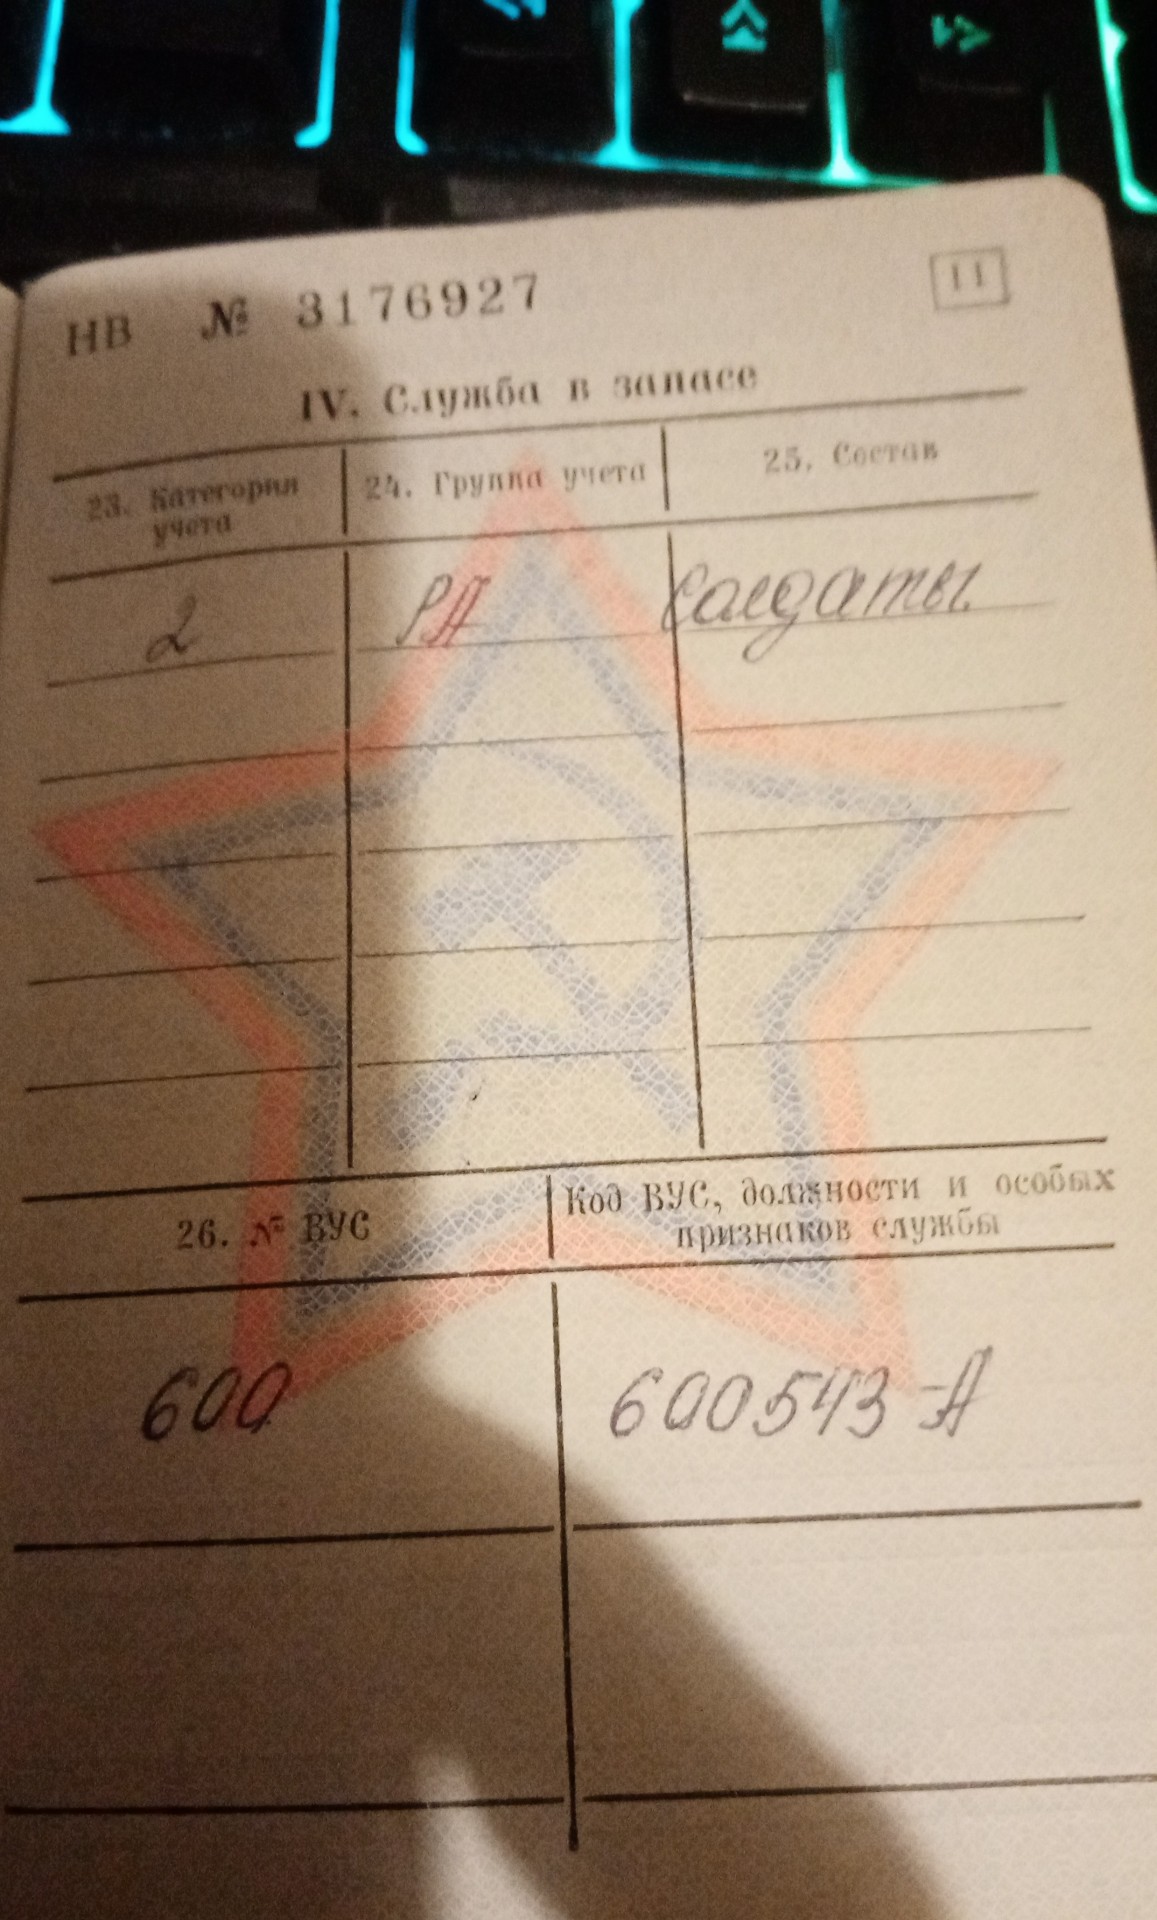 НВ № 3176927
11
IV. Служба в запасе
23. Категория учета
24. Группа учета
25. Состав
2 РА солдаты.
26. № ВУС
Код ВУС, должности и особых
признаков службы
600 600543-А